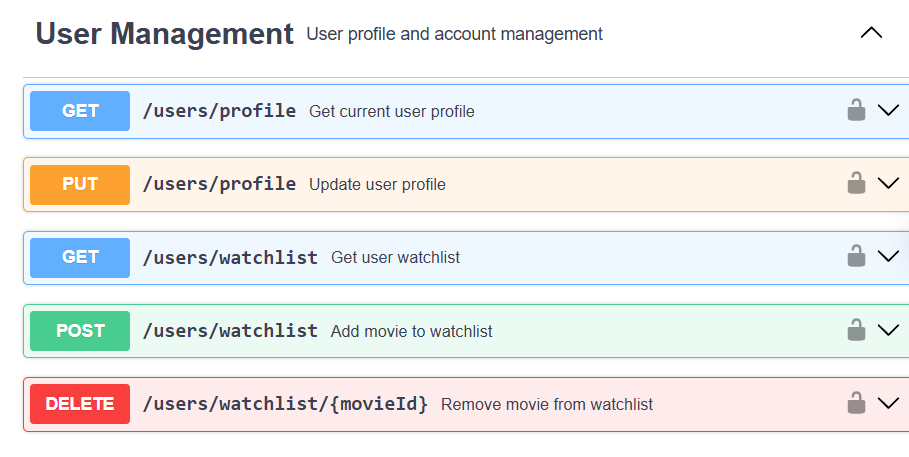 User Management User profile and account management
GET /users/profile Get current user profile
PUT /users/profile Update user profile
GET /users/watchlist Get user watchlist
POST /users/watchlist Add movie to watchlist
DELETE /users/watchlist/{movieId} Remove movie from watchlist